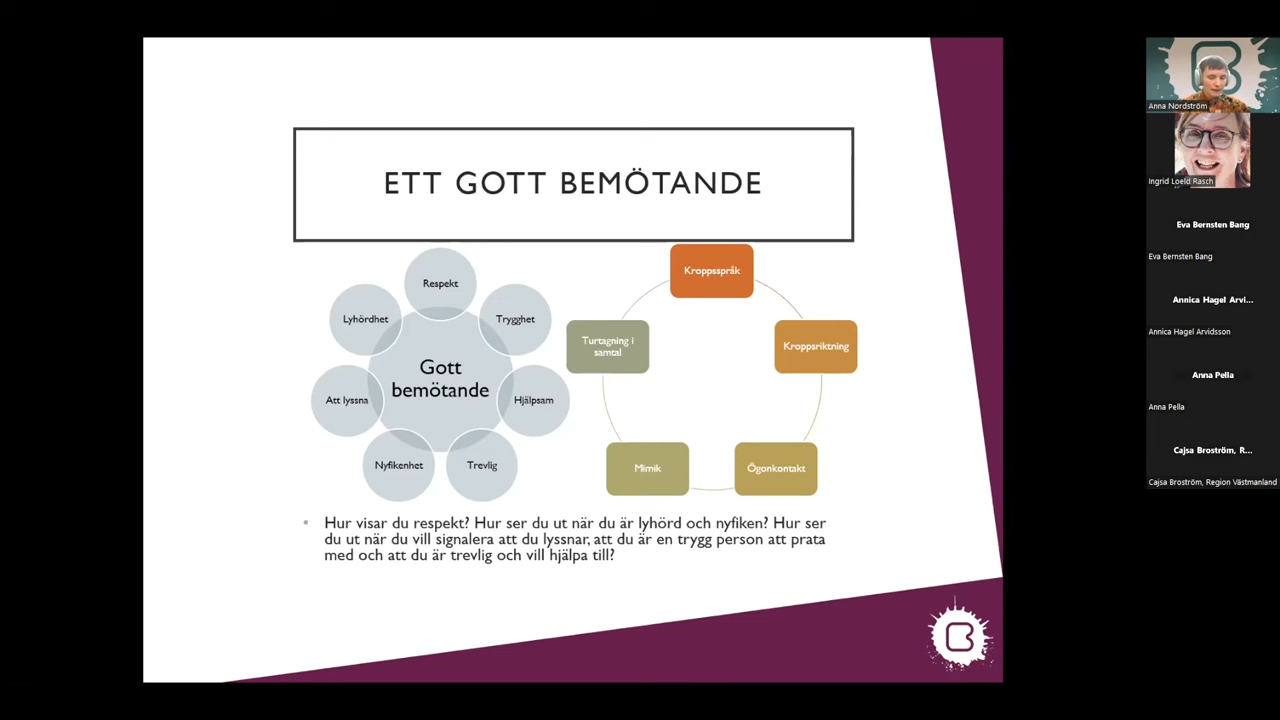 ETT GOTT BEMÖTANDE
Respekt
Trygghet
Hjälpsam
Trevlig
Nyfikenhet
Att lyssna
Lyhördhet
Gott
bemötande
Kroppsspråk
Kroppsriktning
Ögonkontakt
Mimik
Turtagning i
samtal
Hur visar du respekt? Hur ser du ut när du är lyhörd och nyfiken? Hur ser
du ut när du vill signalera att du lyssnar, att du är en trygg person att prata
med och att du är trevlig och vill hjälpa till?
Anna Nordström
Ingrid Loeld Rasch
Eva Bernsten Bang
Eva Bernsten Bang
Annica Hagel Arvi...
Annica Hagel Arvidsson
Anna Pella
Anna Pella
Cajsa Broström, R...
Cajsa Broström, Region Västmanland